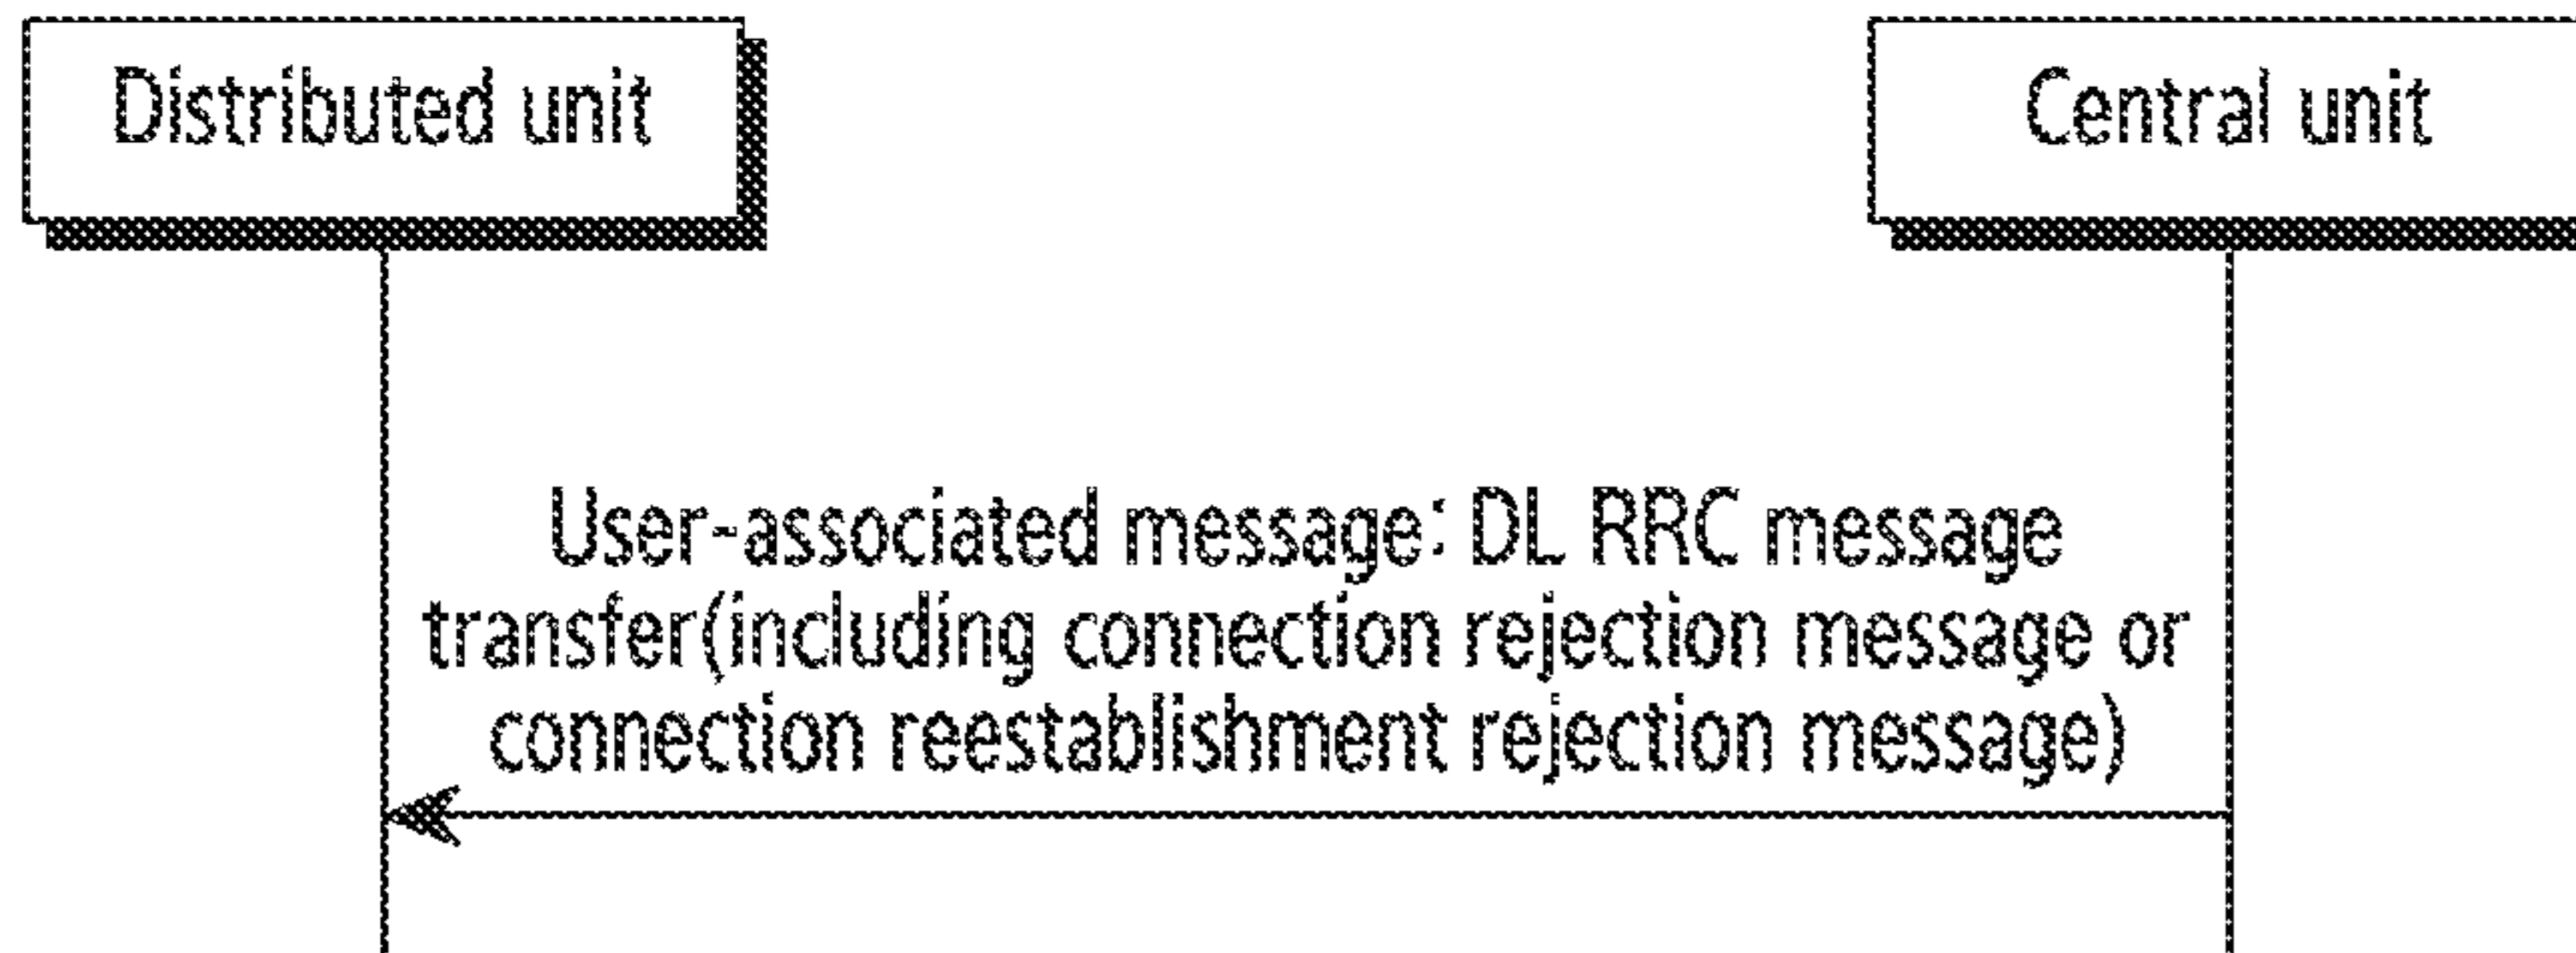 Distributed unit
Central unit
User-associated message: DL RRC message
transfer(including connection rejection message or
connection reestablishment rejection message)